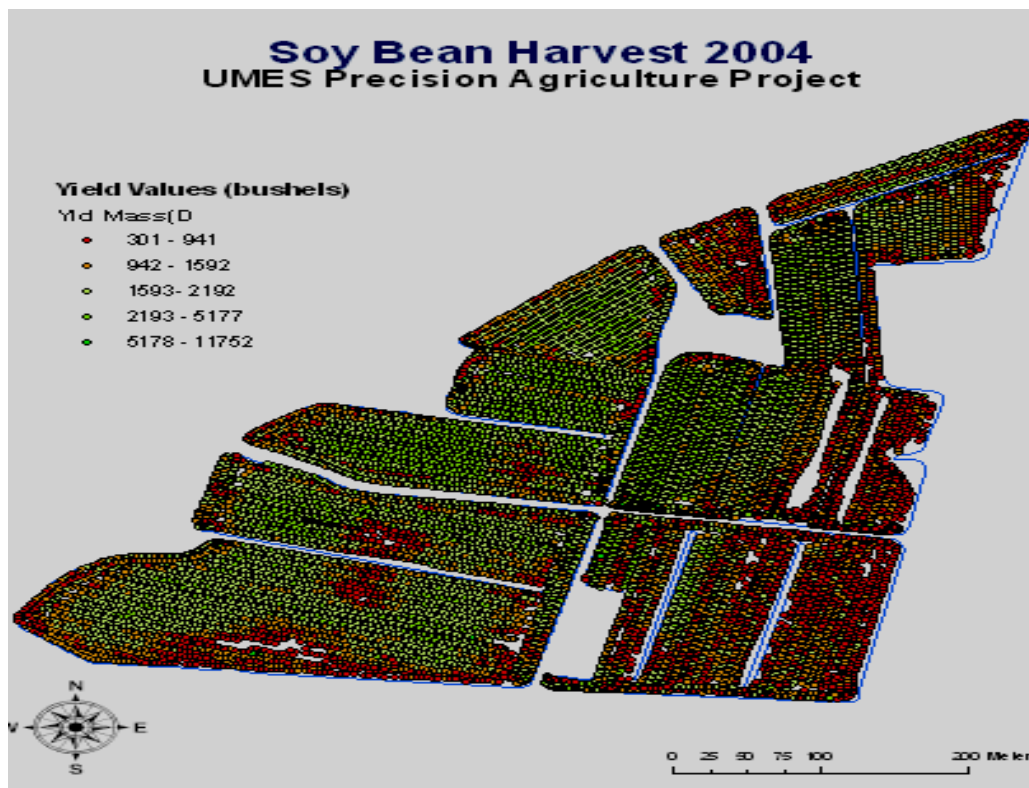 Soy Bean Harvest 2004
UMES Precision Agriculture Project
Yield Values (bushels)
Yld Mass(D
301 - 941
942 - 1592
1593- 2192
2193 - 5177
5178 - 11752
N
W E
S
0 25 50 75 100 200 Meter